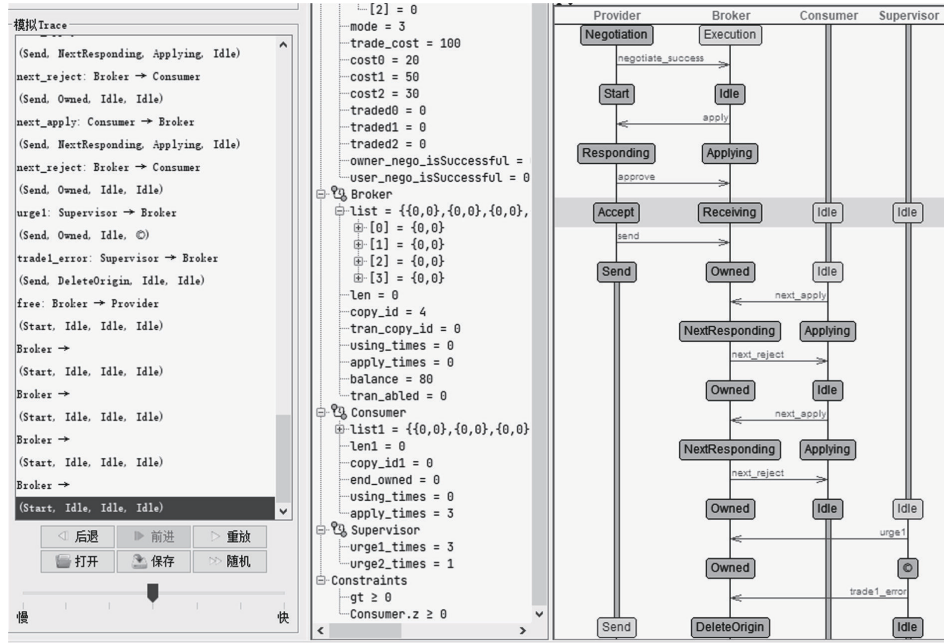 模拟Trace
(Send, NextResponding, Applying, Idle)
next_reject: Broker → Consumer
(Send, Owned, Idle, Idle)
next_apply: Consumer → Broker
(Send, NextResponding, Applying, Idle)
next_reject: Broker → Consumer
(Send, Owned, Idle, Idle)
urge1: Supervisor → Broker
(Send, Owned, Idle, ©)
trade1_error: Supervisor → Broker
(Send, DeleteOrigin, Idle, Idle)
free: Broker → Provider
(Start, Idle, Idle, Idle)
Broker →
(Start, Idle, Idle, Idle)
Broker →
(Start, Idle, Idle, Idle)
Broker →
(Start, Idle, Idle, Idle)
Broker →
(Start, Idle, Idle, Idle)
后退 前进 重放
打开 保存 随机
慢 快
[2] = 0
mode = 3
trade_cost = 100
cost0 = 20
cost1 = 50
cost2 = 30
traded0 = 0
traded1 = 0
traded2 = 0
owner_nego_isSuccessful =
user_nego_isSuccessful = 0
Broker
list = {{0,0},{0,0},{0,0},
[0] = {0,0}
[1] = {0,0}
[2] = {0,0}
[3] = {0,0}
len = 0
copy_id = 4
tran_copy_id = 0
using_times = 0
apply_times = 0
balance = 80
tran_abled = 0
Consumer
list1 = {{0,0},{0,0},{0,0}
len1 = 0
copy_id1 = 0
end_owned = 0
using_times = 0
apply_times = 3
Supervisor
urge1_times = 3
urge2_times = 1
Constraints
gt ≥ 0
Consumer.z ≥ 0
Provider Broker Consumer Supervisor
Negotiation Execution
negotiate_success
Start Idle
apply
Responding Applying
approve
Accept Receiving Idle Idle
send
Send Owned Idle
next_apply
NextResponding Applying
next_reject
Owned Idle
next_apply
NextResponding Applying
next_reject
Owned Idle Idle
urge1
Owned ©
trade1_error
Send DeleteOrigin Idle